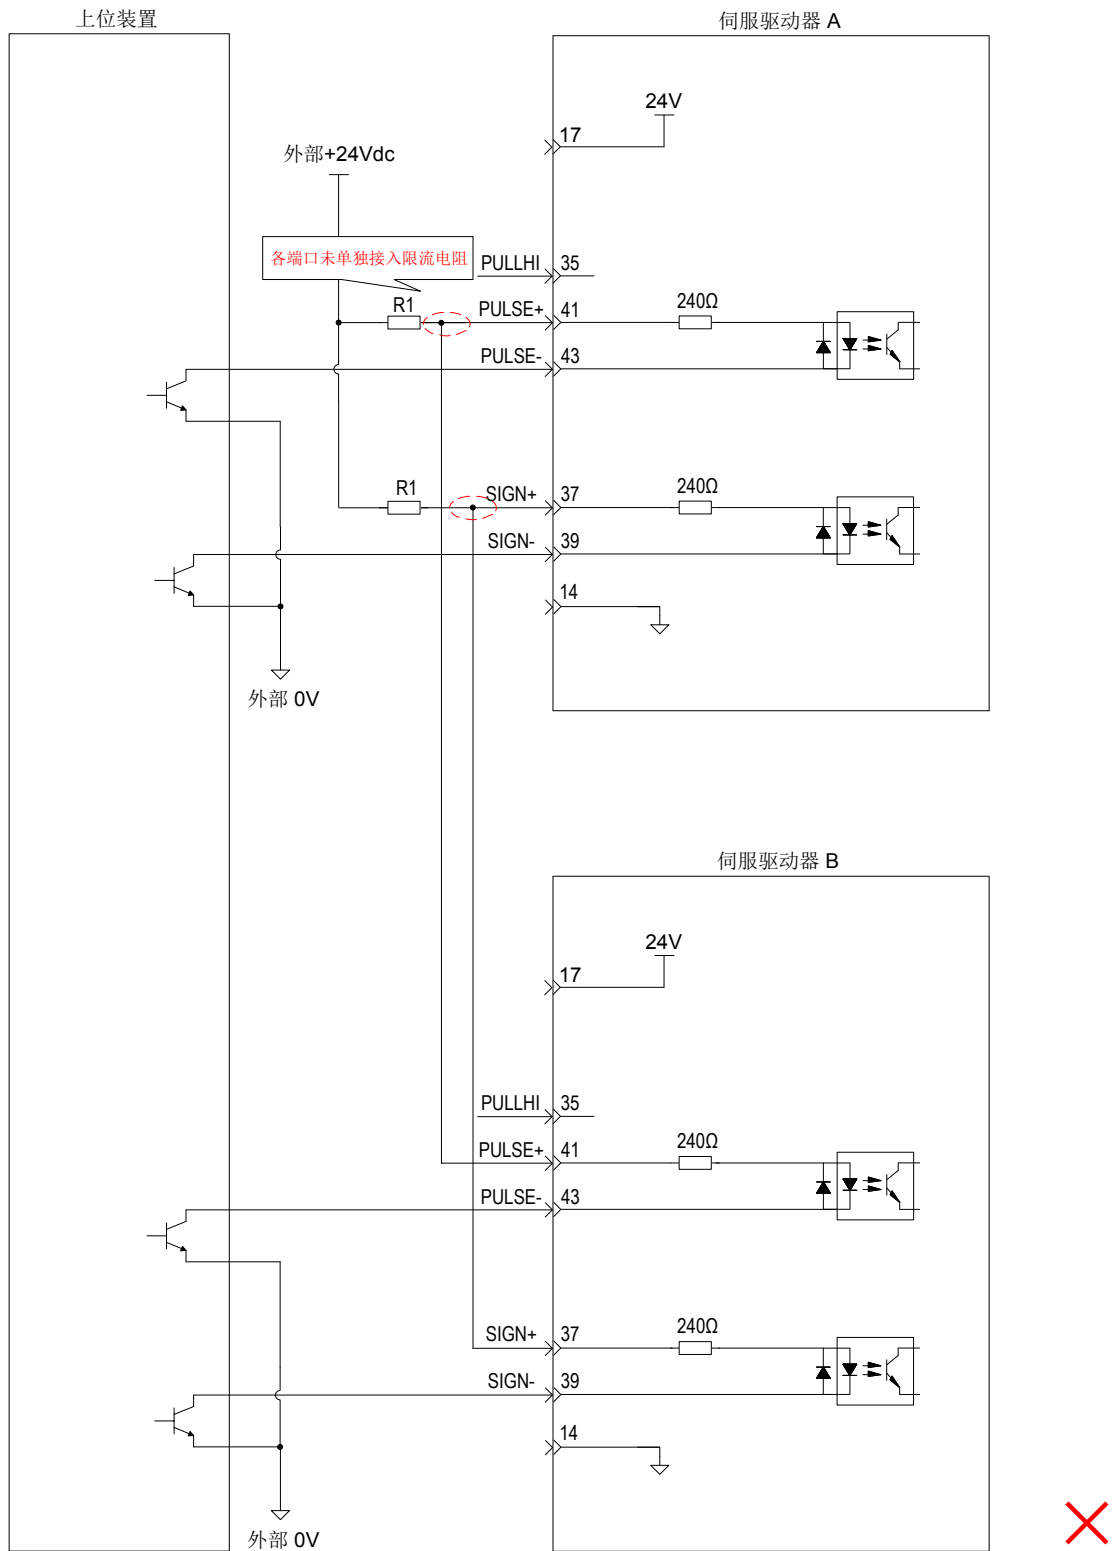 上位装置
伺服驱动器 A
24V
17
外部+24Vdc
各端口未单独接入限流电阻
PULLHI
35
R1
PULSE+
41
240Ω
PULSE-
43
R1
SIGN+
37
240Ω
SIGN-
39
14
外部 0V
伺服驱动器 B
24V
17
PULLHI
35
PULSE+
41
240Ω
PULSE-
43
SIGN+
37
240Ω
SIGN-
39
14
外部 0V